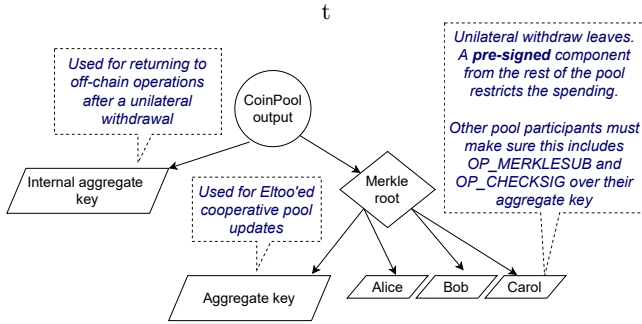 t
Used for returning to
off-chain operations
after a unilateral
withdrawal
CoinPool
output
Unilateral withdraw leaves.
A pre-signed component
from the rest of the pool
restricts the spending.
Other pool participants must
make sure this includes
OP_MERKLESUB and
OP_CHECKSIG over their
aggregate key
Internal aggregate
key
Used for Eltoo'ed
cooperative pool
updates
Merkle
root
Aggregate key
Alice
Bob
Carol